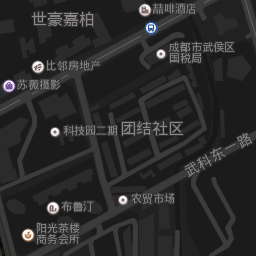 喆啡酒店
世豪嘉柏
成都市武侯区
国税局
比邻房地产
苏薇摄影
科技园二期
团结社区
武科东一路
农贸市场
布鲁汀
阳光茶楼
商务会所